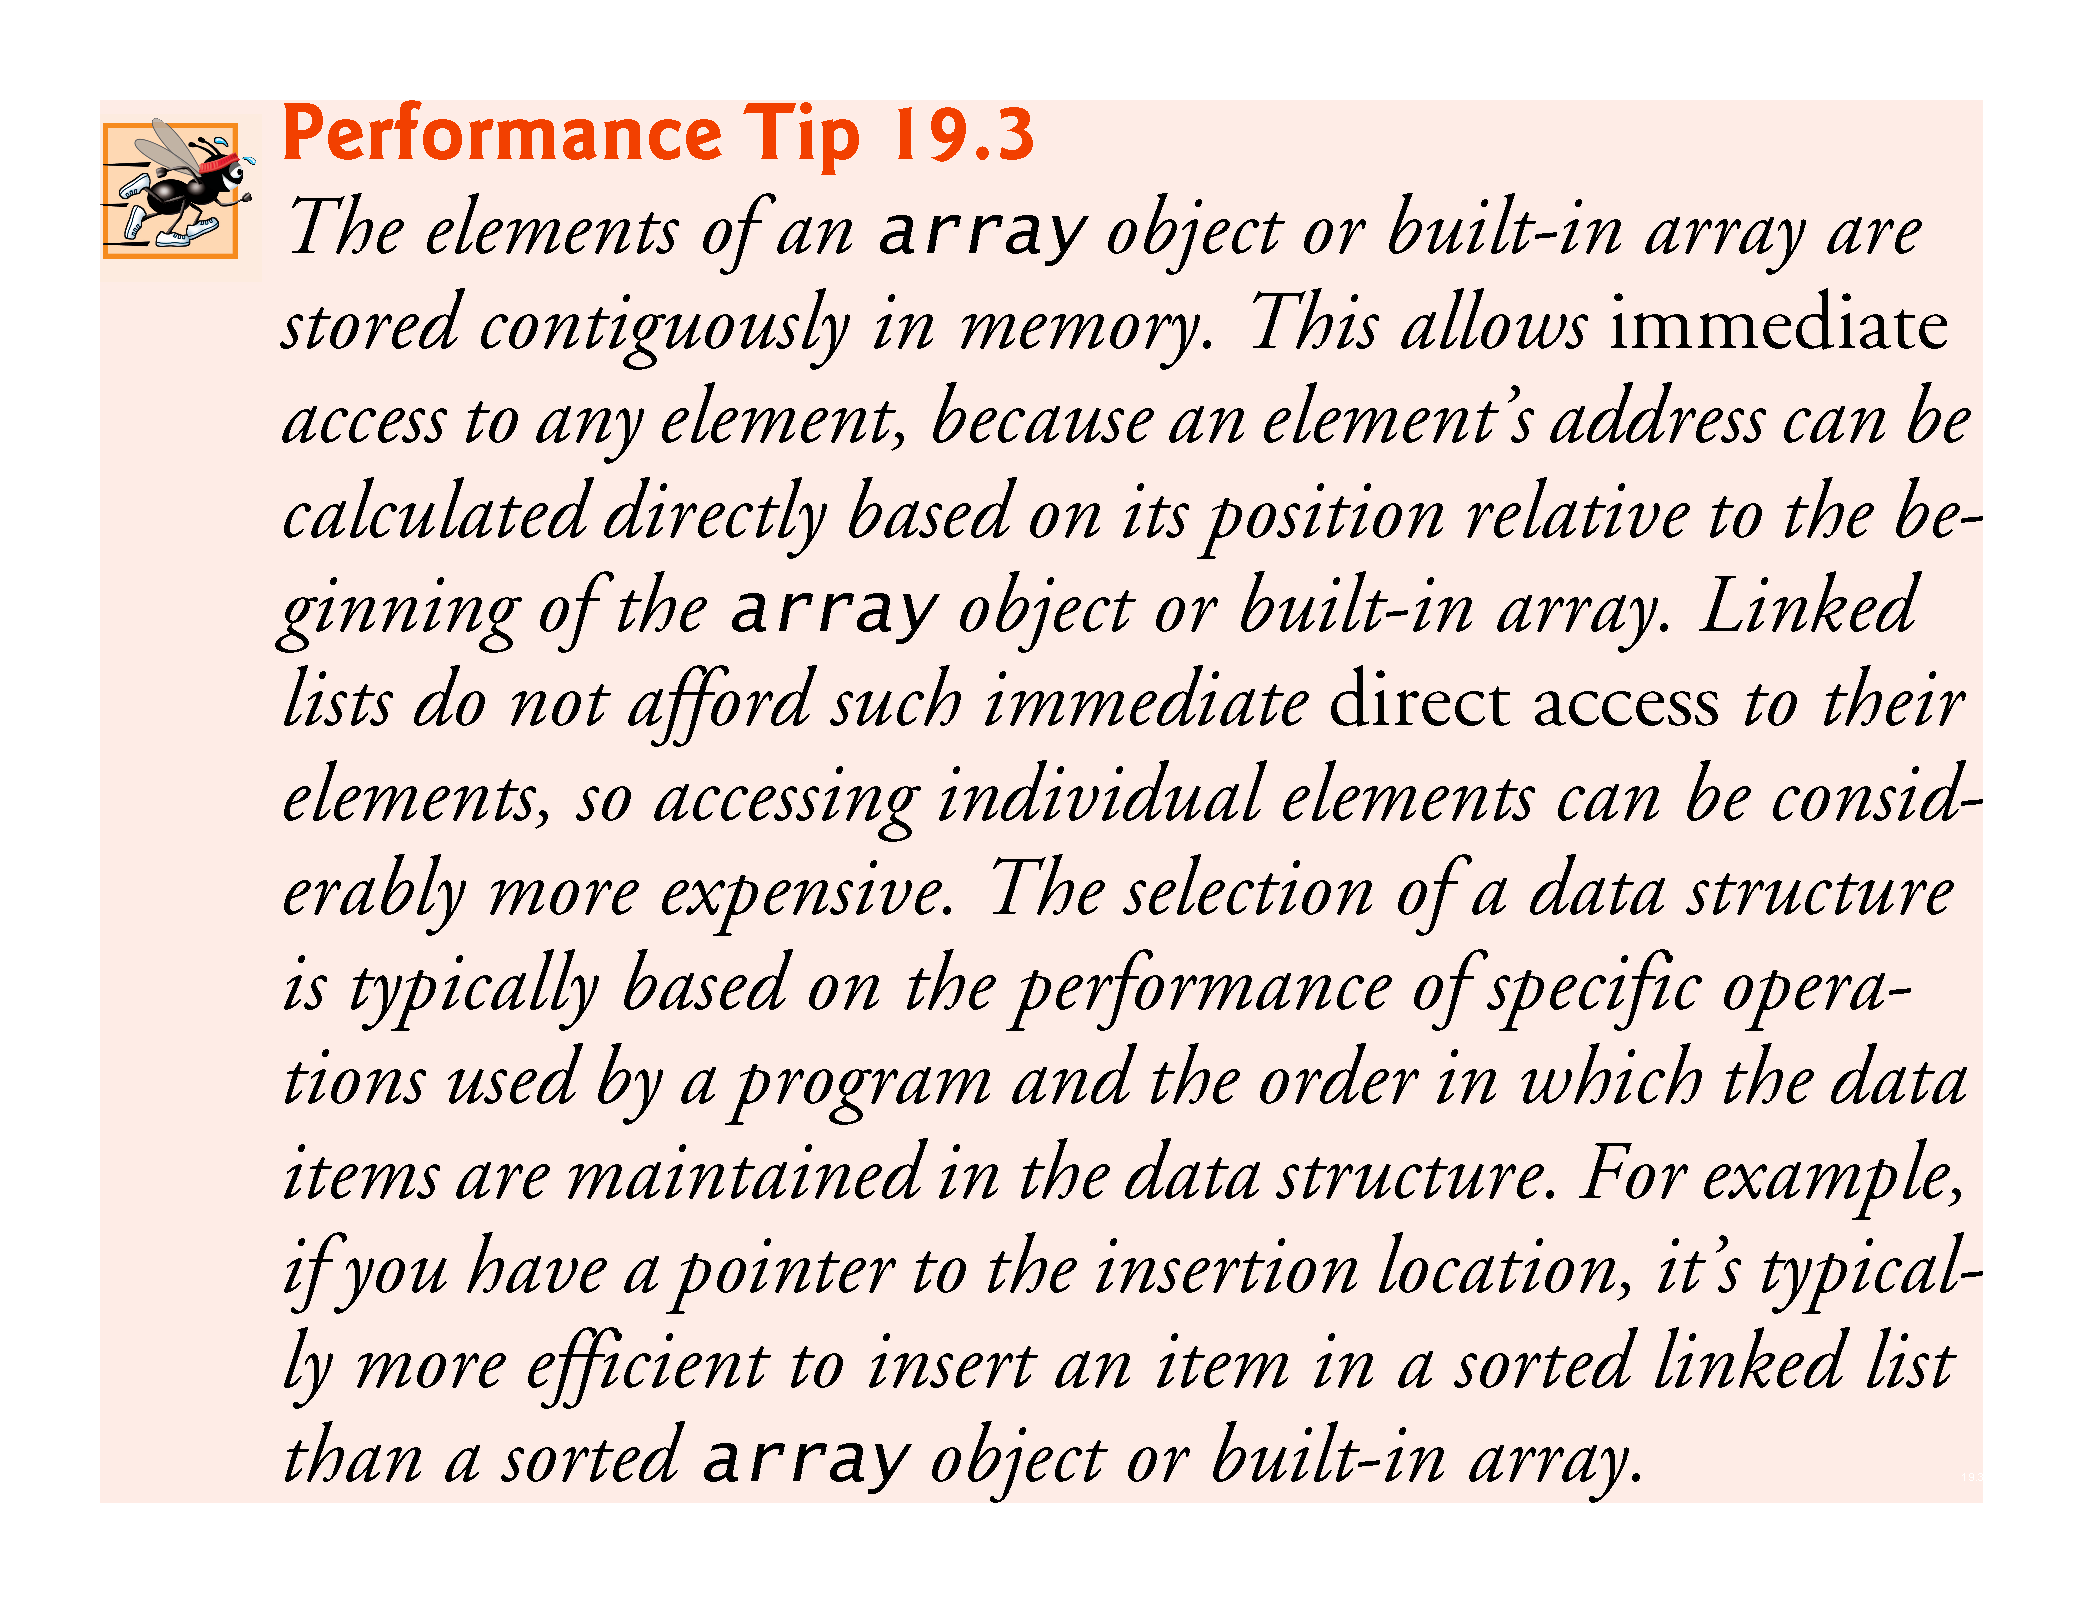 Performance Tip 19.3
The elements of an array object or built-in array are
stored contiguously in memory. This allows immediate
access to any element, because an element’s address can be
calculated directly based on its position relative to the be-
ginning of the array object or built-in array. Linked
lists do not afford such immediate direct access to their
elements, so accessing individual elements can be consid-
erably more expensive. The selection of a data structure
is typically based on the performance of specific opera-
tions used by a program and the order in which the data
items are maintained in the data structure. For example,
if you have a pointer to the insertion location, it’s typical-
ly more efficient to insert an item in a sorted linked list
than a sorted array object or built-in array.